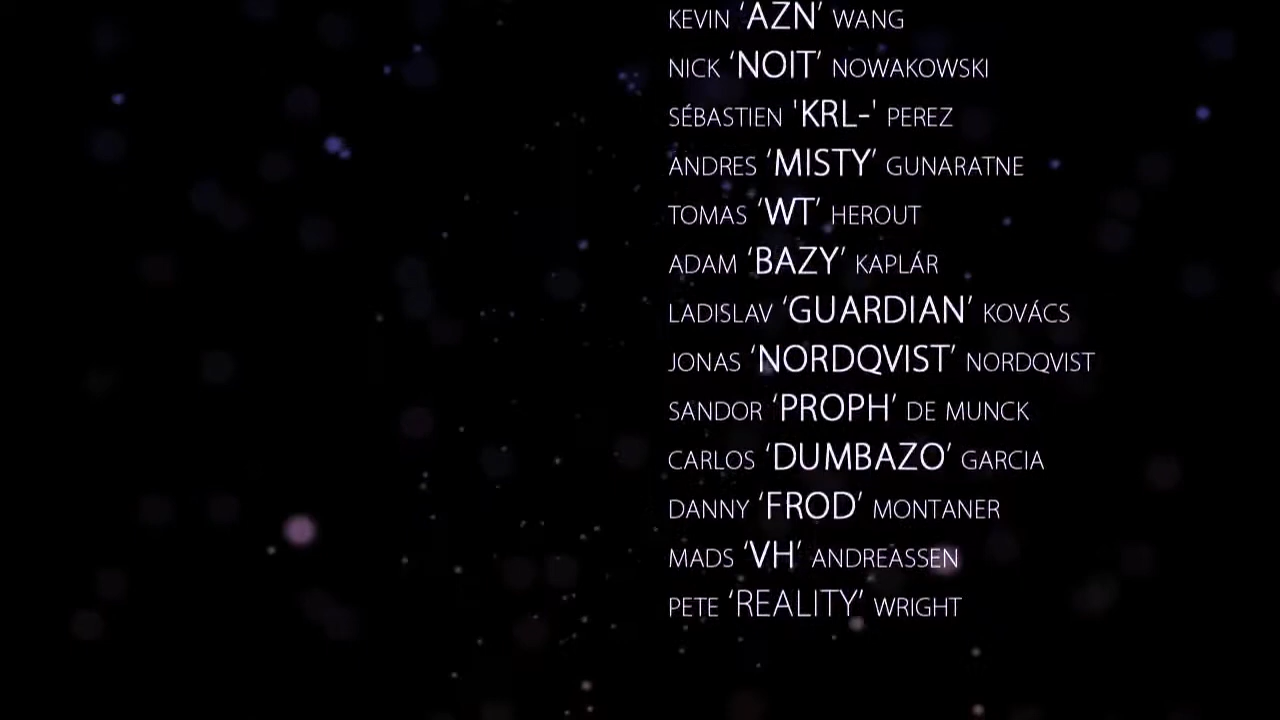 KEVIN ‘AZN’ WANG
NICK ‘NOIT’ NOWAKOWSKI
SÉBASTIEN 'KRL-' PEREZ
ANDRES ‘MISTY’ GUNARATNE
TOMAS ‘WT’ HEROUT
ADAM ‘BAZY’ KAPLÁR
LADISLAV ‘GUARDIAN’ KOVÁCS
JONAS ‘NORDQVIST’ NORDQVIST
SANDOR ‘PROPH’ DE MUNCK
CARLOS ‘DUMBAZO’ GARCIA
DANNY ‘FROD’ MONTANER
MADS ‘VH’ ANDREASSEN
PETE ‘REALITY’ WRIGHT